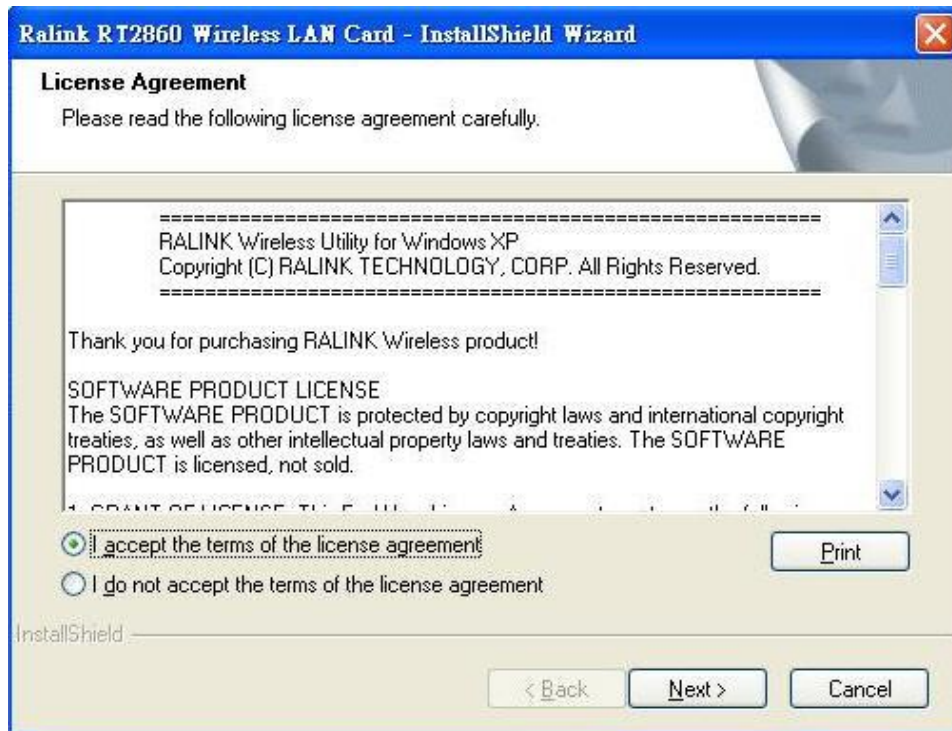 Ralink RT2860 Wireless LAN Card - InstallShield Wizard
License Agreement
Please read the following license agreement carefully.
==========================================================
RALINK Wireless Utility for Windows XP
Copyright (C) RALINK TECHNOLOGY, CORP. All Rights Reserved.
==========================================================
Thank you for purchasing RALINK Wireless product!
SOFTWARE PRODUCT LICENSE
The SOFTWARE PRODUCT is protected by copyright laws and international copyright
treaties, as well as other intellectual property laws and treaties. The SOFTWARE
PRODUCT is licensed, not sold.
I accept the terms of the license agreement
Print
I do not accept the terms of the license agreement
InstallShield
< Back
Next >
Cancel